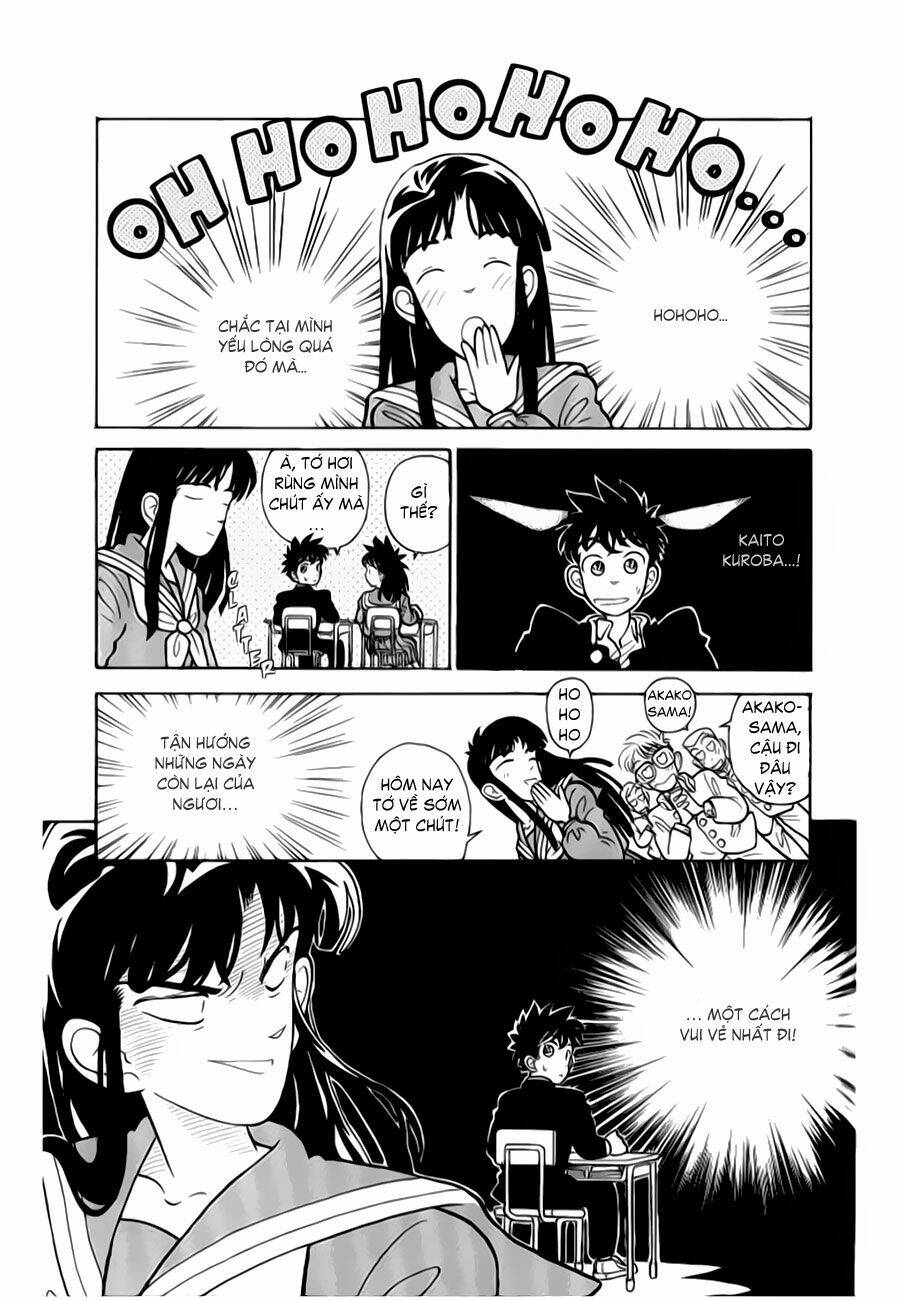 OH HO HO HO HO HO...
CHẮC TẠI MÌNH
YẾU LÒNG QUÁ
ĐÓ MÀ...
HOHOHO...
À, TỚ HƠI
RÙNG MÌNH
CHÚT ẤY MÀ
...
GÌ
THẾ?
CLATTER
KAITO
KUROBA...!
TẬN HƯỞNG
NHỮNG NGÀY
CÒN LẠI CỦA
NGƯƠI...
HÔM NAY
TỚ VỀ SỚM
MỘT CHÚT!
HO
HO
HO
AKAKO
SAMA!
AKAKO-
SAMA,
CẬU ĐI
ĐÂU
VẬY?
... MỘT CÁCH
VUI VẺ NHẤT ĐI!